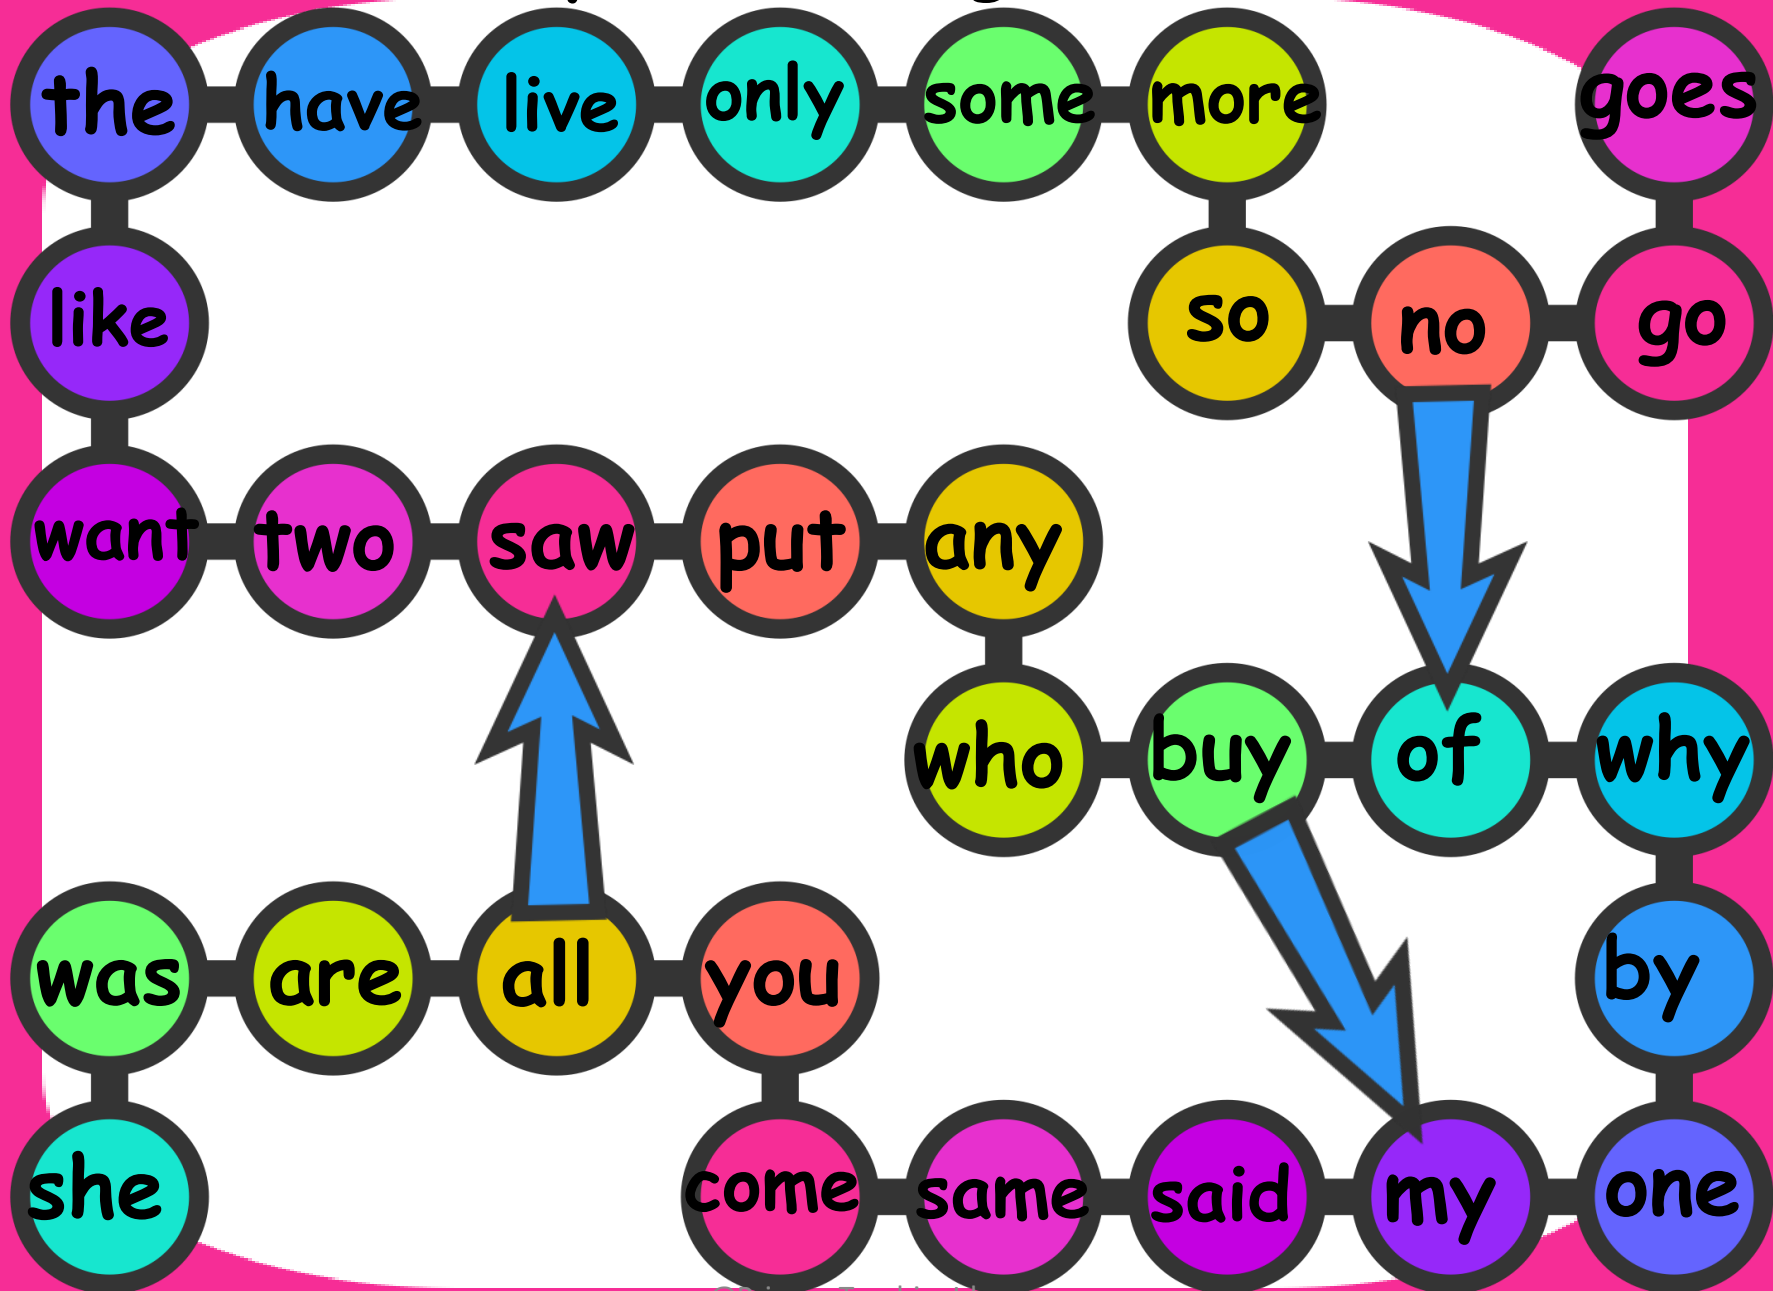 the have live only some more goes
like so no go
want two saw put any
who buy of why
was are all you by
she come same said my one